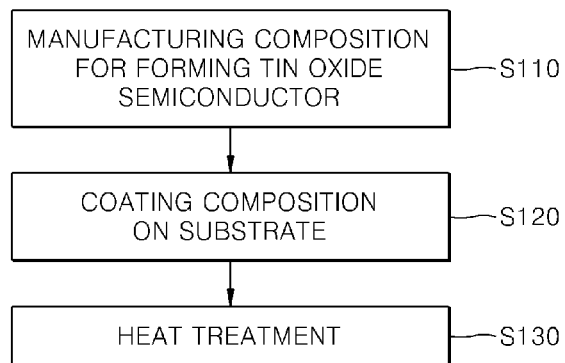 MANUFACTURING COMPOSITION
FOR FORMING TIN OXIDE
SEMICONDUCTOR
S110
COATING COMPOSITION
ON SUBSTRATE
S120
HEAT TREATMENT
S130